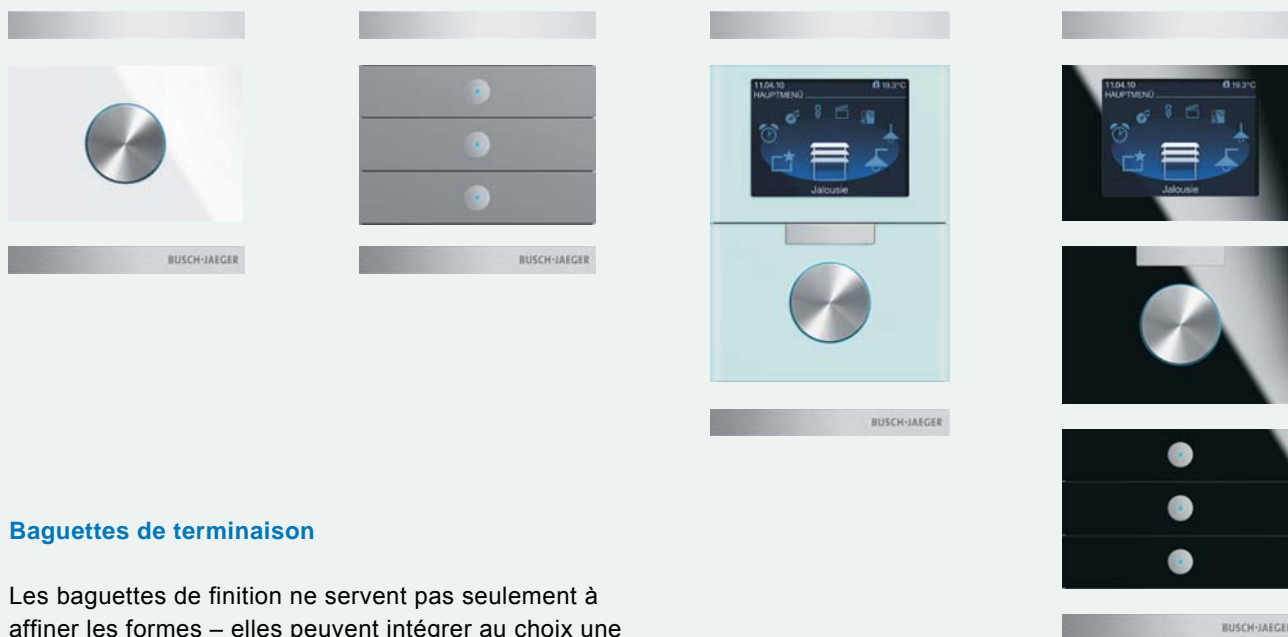 BUSCH-JAEGER
BUSCH-JAEGER
11.04.10 19.3°C
HAUPTMENÜ
Jalousie
BUSCH-JAEGER
11.04.10 19.3°C
HAUPTMENÜ
Jalousie
BUSCH-JAEGER
Baguettes de terminaison
Les baguettes de finition ne servent pas seulement à
affiner les formes – elles peuvent intégrer au choix une